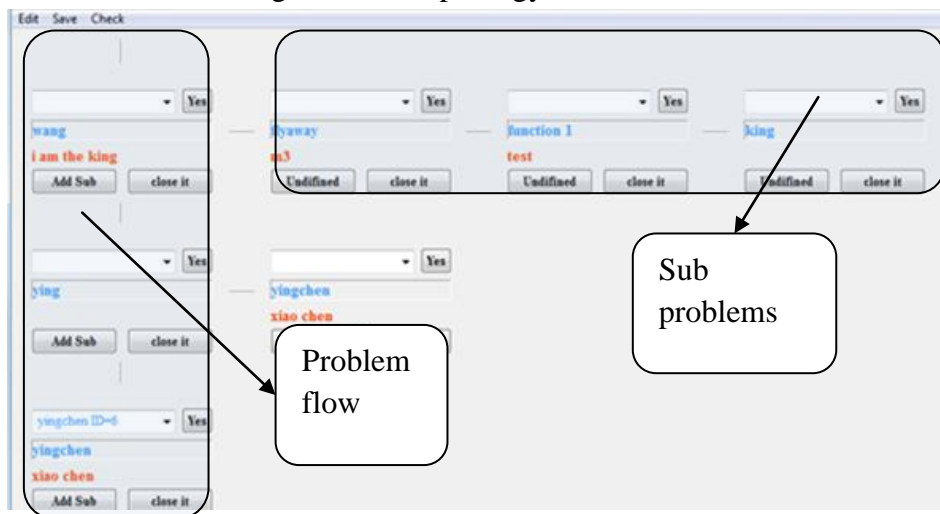 Edit Save Check
Yes Yes Yes Yes
wang flyaway function 1 king
i am the king m3 test
Add Sub close it Undifined close it Undifined close it Undifined close it
Yes Yes
ying yingchen
xiao chen
Add Sub close it
Sub
problems
Problem
flow
yingchen ID=6 Yes
yingchen
xiao chen
Add Sub close it